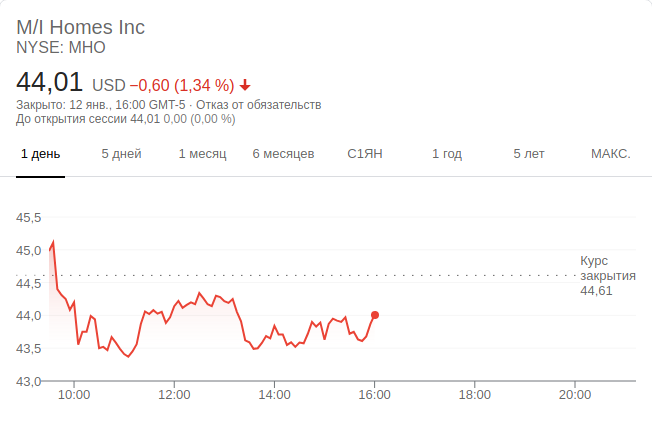 M/I Homes Inc
NYSE: MHO
44,01 USD −0,60 (1,34 %)
Закрыто: 12 янв., 16:00 GMT-5 · Отказ от обязательств
До открытия сессии 44,01 0,00 (0,00 %)
1 день 5 дней 1 месяц 6 месяцев С1ЯН 1 год 5 лет МАКС.
45,5
45,0
Курс
закрытия
44,61
44,5
44,0
43,5
43,0
10:00 12:00 14:00 16:00 18:00 20:00